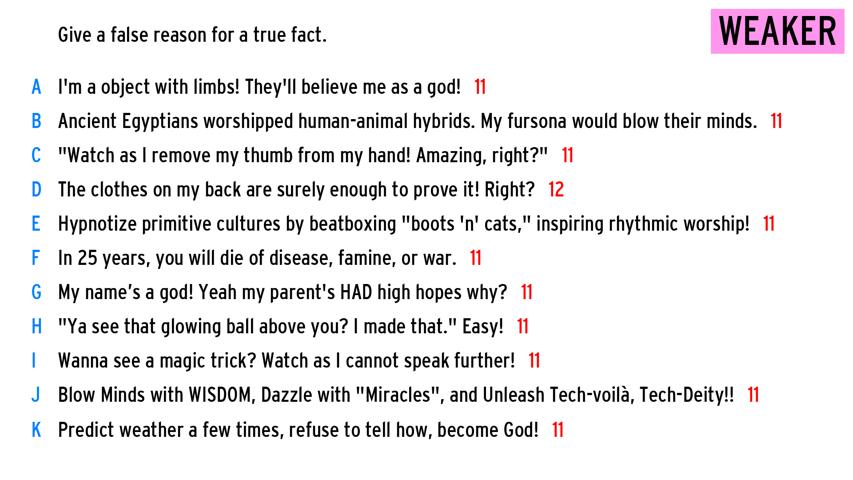 Give a false reason for a true fact.
WEAKER
A I'm a object with limbs! They'll believe me as a god! 11
B Ancient Egyptians worshipped human-animal hybrids. My fursona would blow their minds. 11
C "Watch as I remove my thumb from my hand! Amazing, right?" 11
D The clothes on my back are surely enough to prove it! Right? 12
E Hypnotize primitive cultures by beatboxing "boots 'n' cats," inspiring rhythmic worship! 11
F In 25 years, you will die of disease, famine, or war. 11
G My name’s a god! Yeah my parent's HAD high hopes why? 11
H "Ya see that glowing ball above you? I made that." Easy! 11
I Wanna see a magic trick? Watch as I cannot speak further! 11
J Blow Minds with WISDOM, Dazzle with "Miracles", and Unleash Tech-voilà, Tech-Deity!! 11
K Predict weather a few times, refuse to tell how, become God! 11